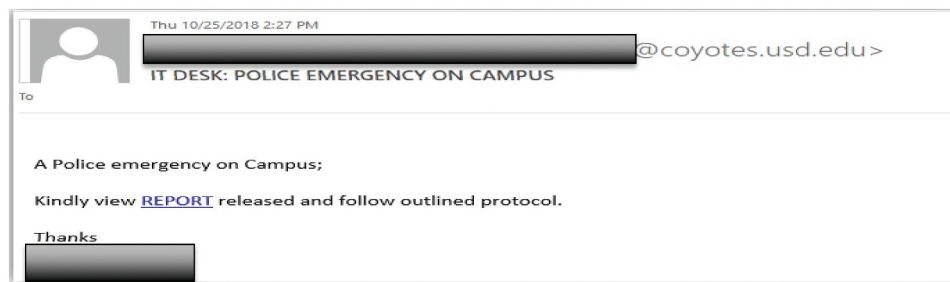 Thu 10/25/2018 2:27 PM
@coyotes.usd.edu>
IT DESK: POLICE EMERGENCY ON CAMPUS
To
A Police emergency on Campus;
Kindly view REPORT released and follow outlined protocol.
Thanks